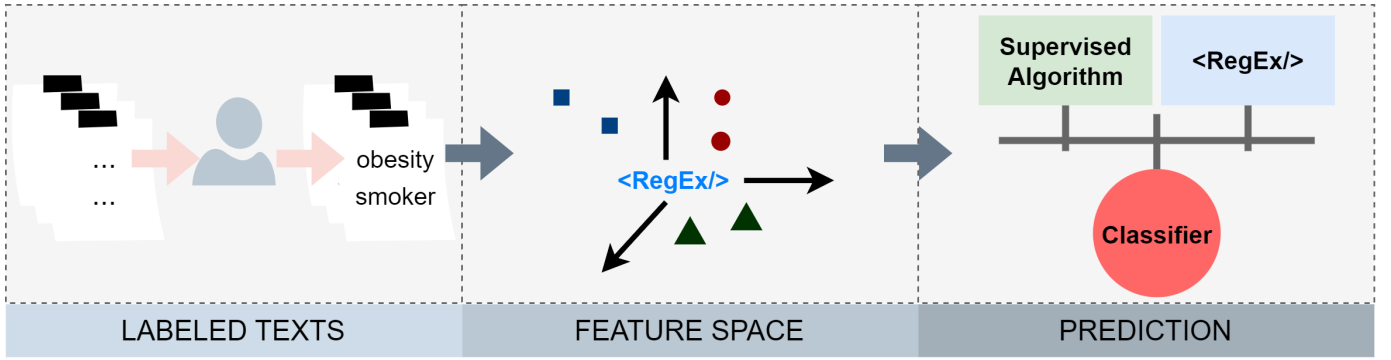 ...
...
obesity
smoker
<RegEx/>
Supervised
Algorithm
<RegEx/>
Classifier
LABELED TEXTS
FEATURE SPACE
PREDICTION